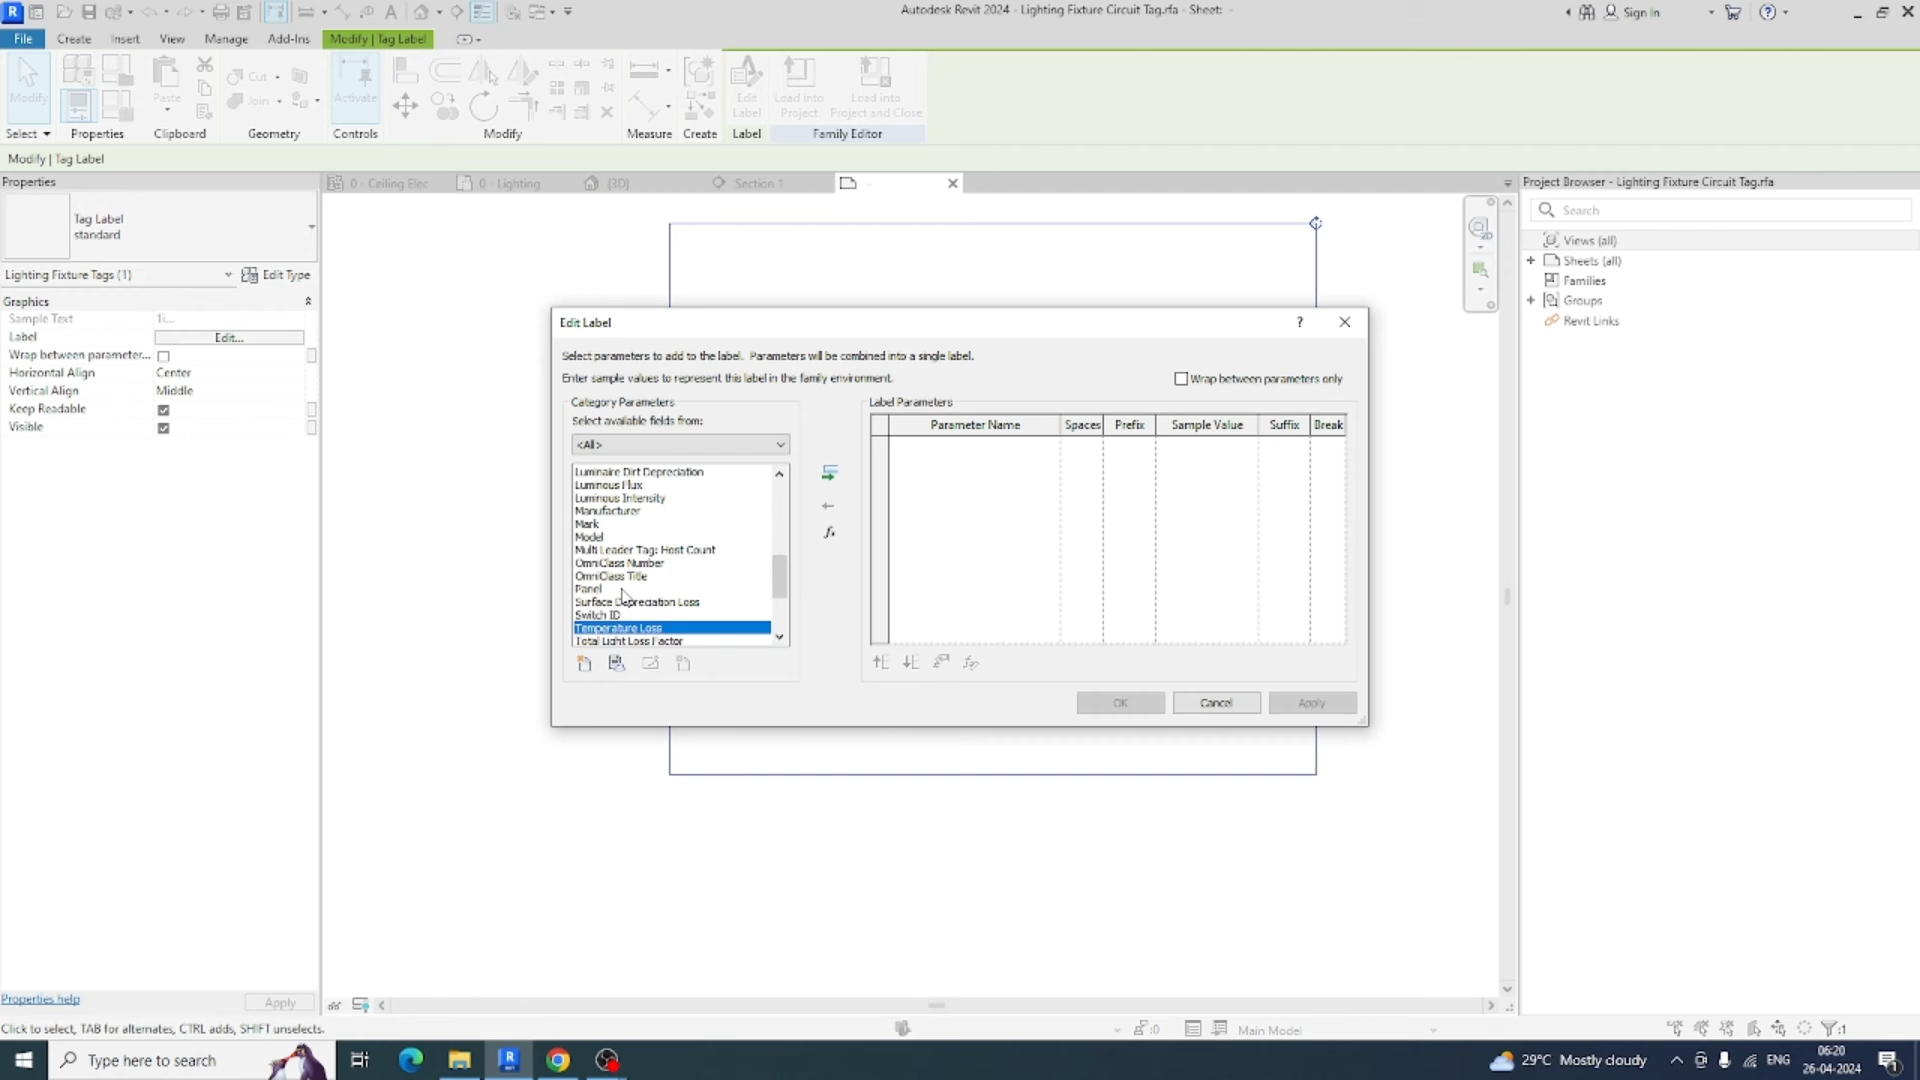 Autodesk Revit 2024 - Lighting Fixture Circuit Tag.rfa - Sheet: -
Sign In
File Create Insert View Manage Add-Ins Modify | Tag Label
Modify
Paste
Cut
Join
Activate
Edit Label
Load into Project
Load into Project and Close
Select Properties Clipboard Geometry Controls Modify Measure Create Label Family Editor
Modify | Tag Label
Properties
0 - Ceiling Elec
0 - Lighting
{3D}
Section 1
-
Project Browser - Lighting Fixture Circuit Tag.rfa
Tag Label
standard
Lighting Fixture Tags (1)
Edit Type
Graphics
Sample Text 1i...
Label Edit...
Wrap between parameter...
Horizontal Align Center
Vertical Align Middle
Keep Readable
Visible
Search
Views (all)
Sheets (all)
Families
Groups
Revit Links
Edit Label
Select parameters to add to the label. Parameters will be combined into a single label.
Enter sample values to represent this label in the family environment.
Wrap between parameters only
Category Parameters
Select available fields from:
<All>
Luminaire Dirt Depreciation
Luminous Flux
Luminous Intensity
Manufacturer
Mark
Model
Multi Leader Tag: Host Count
OmniClass Number
OmniClass Title
Panel
Surface Depreciation Loss
Switch ID
Temperature Loss
Total Light Loss Factor
Label Parameters
Parameter Name Spaces Prefix Sample Value Suffix Break
OK Cancel Apply
Properties help
Apply
Click to select, TAB for alternates, CTRL adds, SHIFT unselects.
:0
Main Model
:1
Type here to search
29°C Mostly cloudy
ENG
06:20
26-04-2024
1